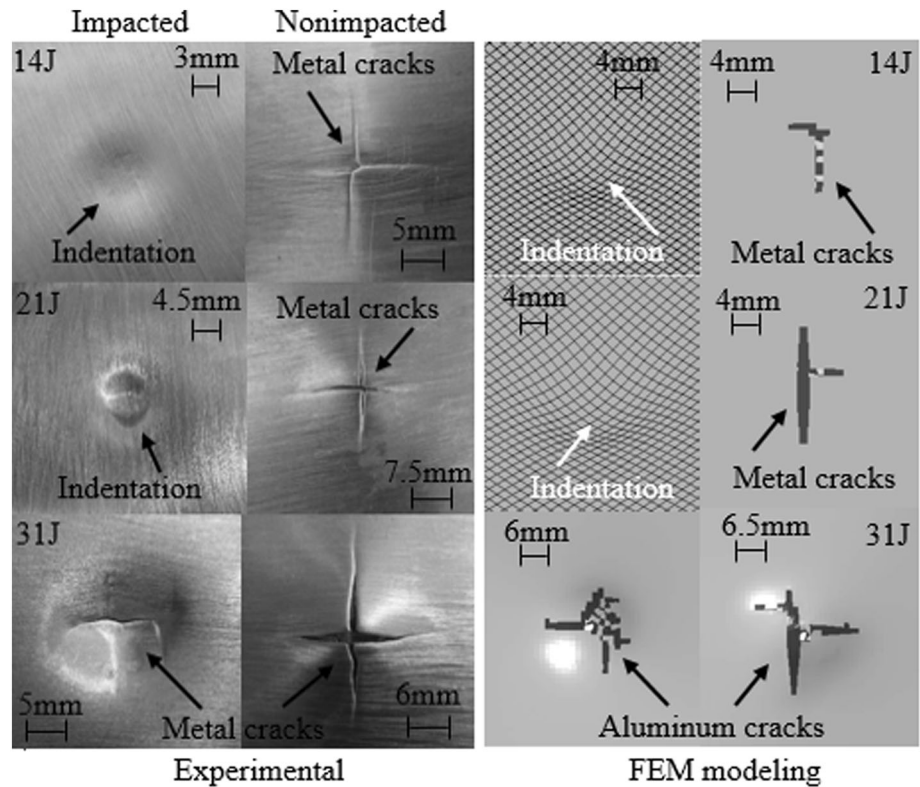 Impacted Nonimpacted
14J 3mm
Metal cracks
Indentation
5mm
4mm
Indentation
4mm 14J
Metal cracks
21J 4.5mm
Metal cracks
Indentation
7.5mm
4mm
Indentation
4mm 21J
Metal cracks
31J
5mm
Metal cracks
6mm
6mm
6.5mm 31J
Aluminum cracks
Experimental
FEM modeling